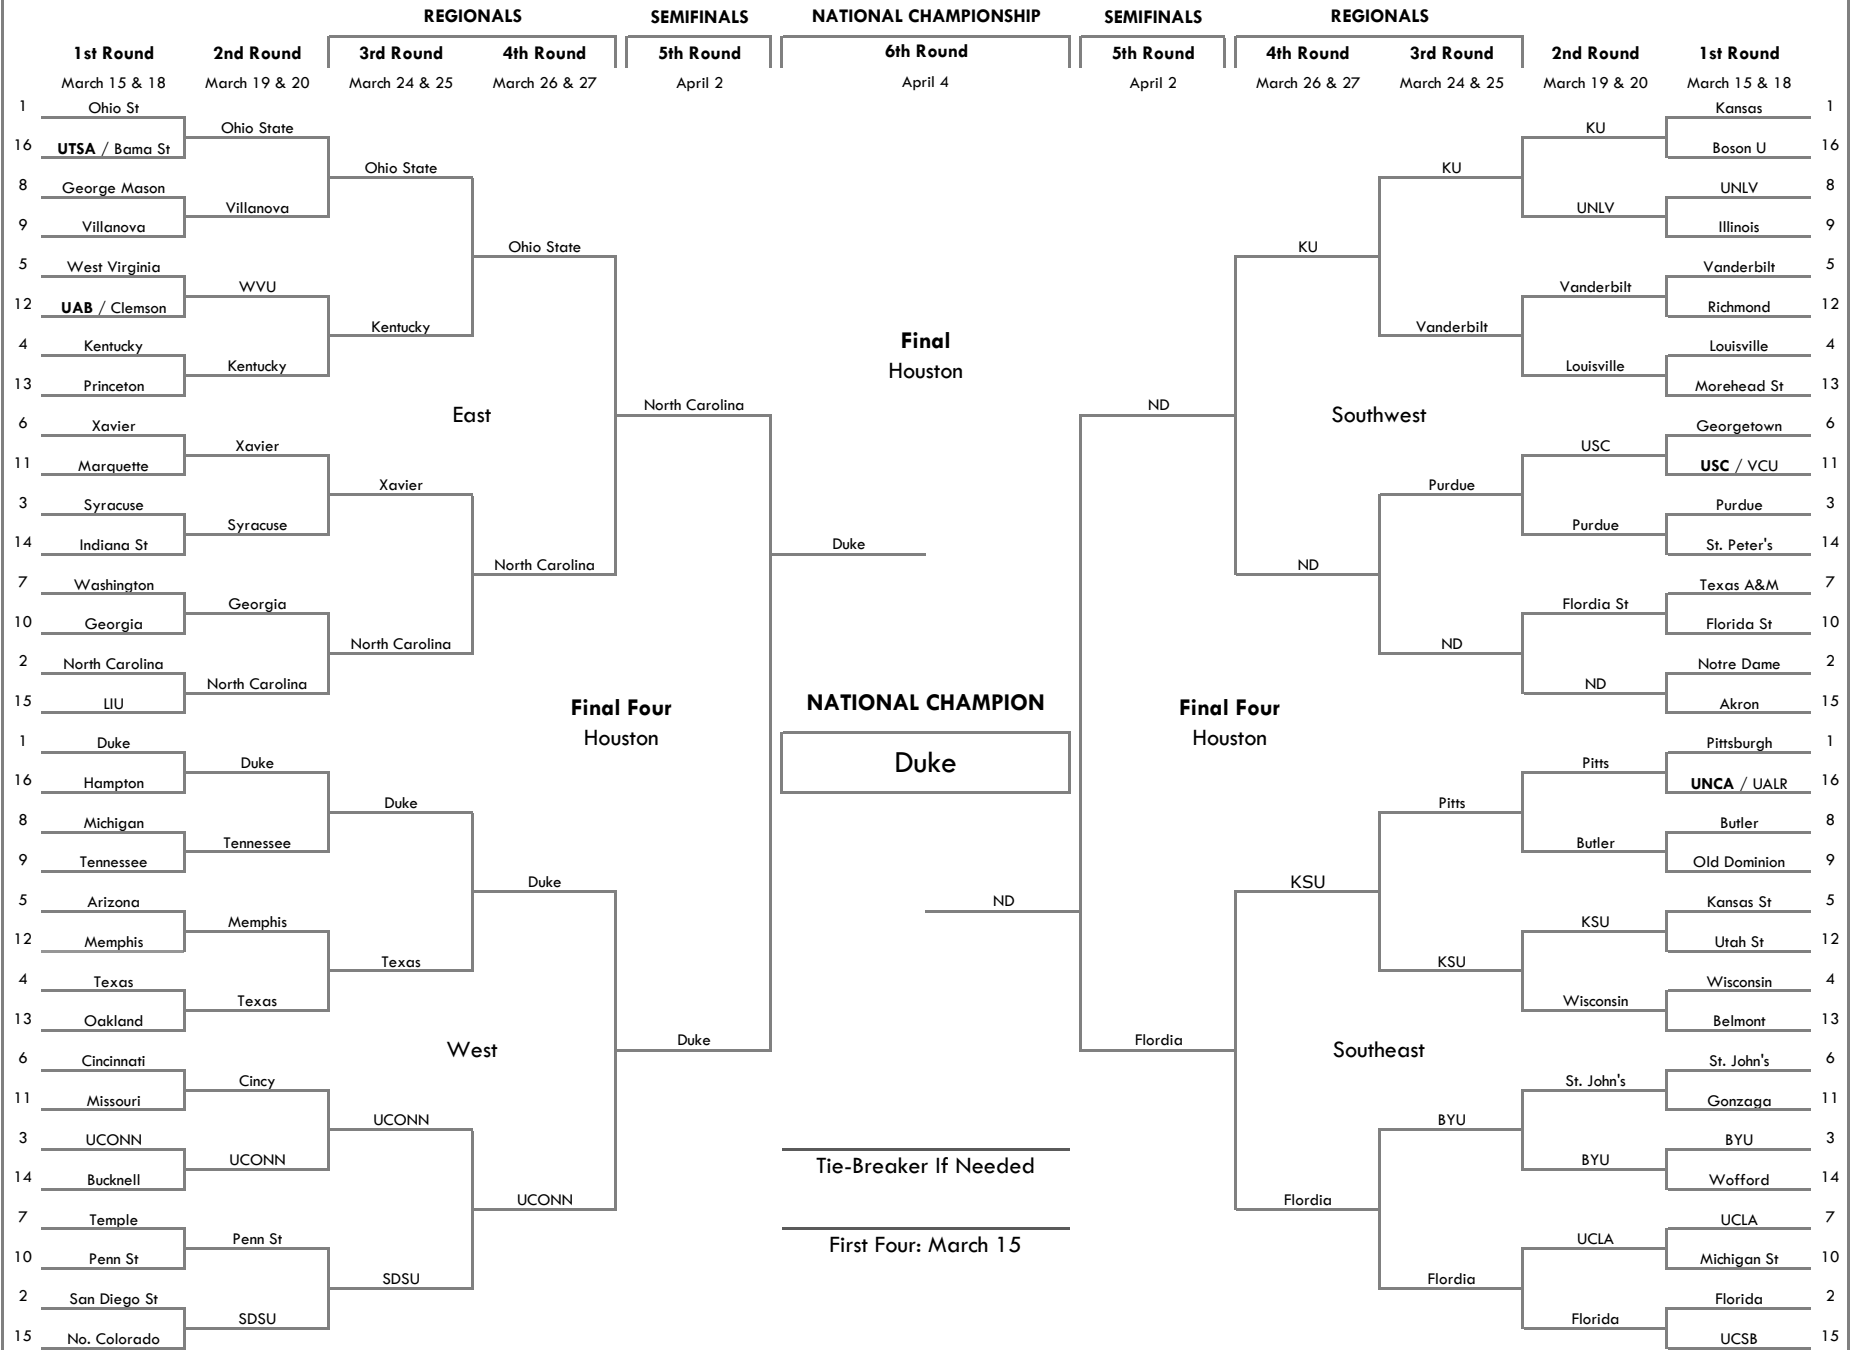 REGIONALS SEMIFINALS NATIONAL CHAMPIONSHIP SEMIFINALS REGIONALS
1st Round 2nd Round 3rd Round 4th Round 5th Round 6th Round 5th Round 4th Round 3rd Round 2nd Round 1st Round
March 15 & 18 March 19 & 20 March 24 & 25 March 26 & 27 April 2 April 4 April 2 March 26 & 27 March 24 & 25 March 19 & 20 March 15 & 18
1 Ohio St Kansas 1
Ohio State KU
16 UTSA / Bama St Boson U 16
Ohio State KU
8 George Mason UNLV 8
Villanova UNLV
9 Villanova Illinois 9
Ohio State KU
5 West Virginia Vanderbilt 5
WVU Vanderbilt
12 UAB / Clemson Richmond 12
Kentucky Vanderbilt
Final
4 Kentucky Louisville 4
Kentucky Louisville
Houston
13 Princeton Morehead St 13
North Carolina ND
East Southwest
6 Xavier Georgetown 6
Xavier USC
11 Marquette USC / VCU 11
Xavier Purdue
3 Syracuse Purdue 3
Syracuse Purdue
14 Indiana St Duke St. Peter's 14
North Carolina ND
7 Washington Texas A&M 7
Georgia Flordia St
10 Georgia Florida St 10
North Carolina ND
2 North Carolina Notre Dame 2
North Carolina ND
15 LIU Akron 15
Final Four NATIONAL CHAMPION Final Four
Houston Houston
1 Duke Pittsburgh 1
Duke Duke Pitts
16 Hampton UNCA / UALR 16
Duke Pitts
8 Michigan Butler 8
Tennessee Butler
9 Tennessee Old Dominion 9
Duke KSU
5 Arizona ND Kansas St 5
Memphis KSU
12 Memphis Utah St 12
Texas KSU
4 Texas Wisconsin 4
Texas Wisconsin
13 Oakland Belmont 13
Duke Flordia
West Southeast
6 Cincinnati St. John's 6
Cincy St. John's
11 Missouri Gonzaga 11
UCONN BYU
3 UCONN BYU 3
UCONN BYU
Tie-Breaker If Needed
14 Bucknell Wofford 14
UCONN Flordia
7 Temple UCLA 7
Penn St UCLA
First Four: March 15
10 Penn St Michigan St 10
SDSU Flordia
2 San Diego St Florida 2
SDSU Florida
15 No. Colorado UCSB 15